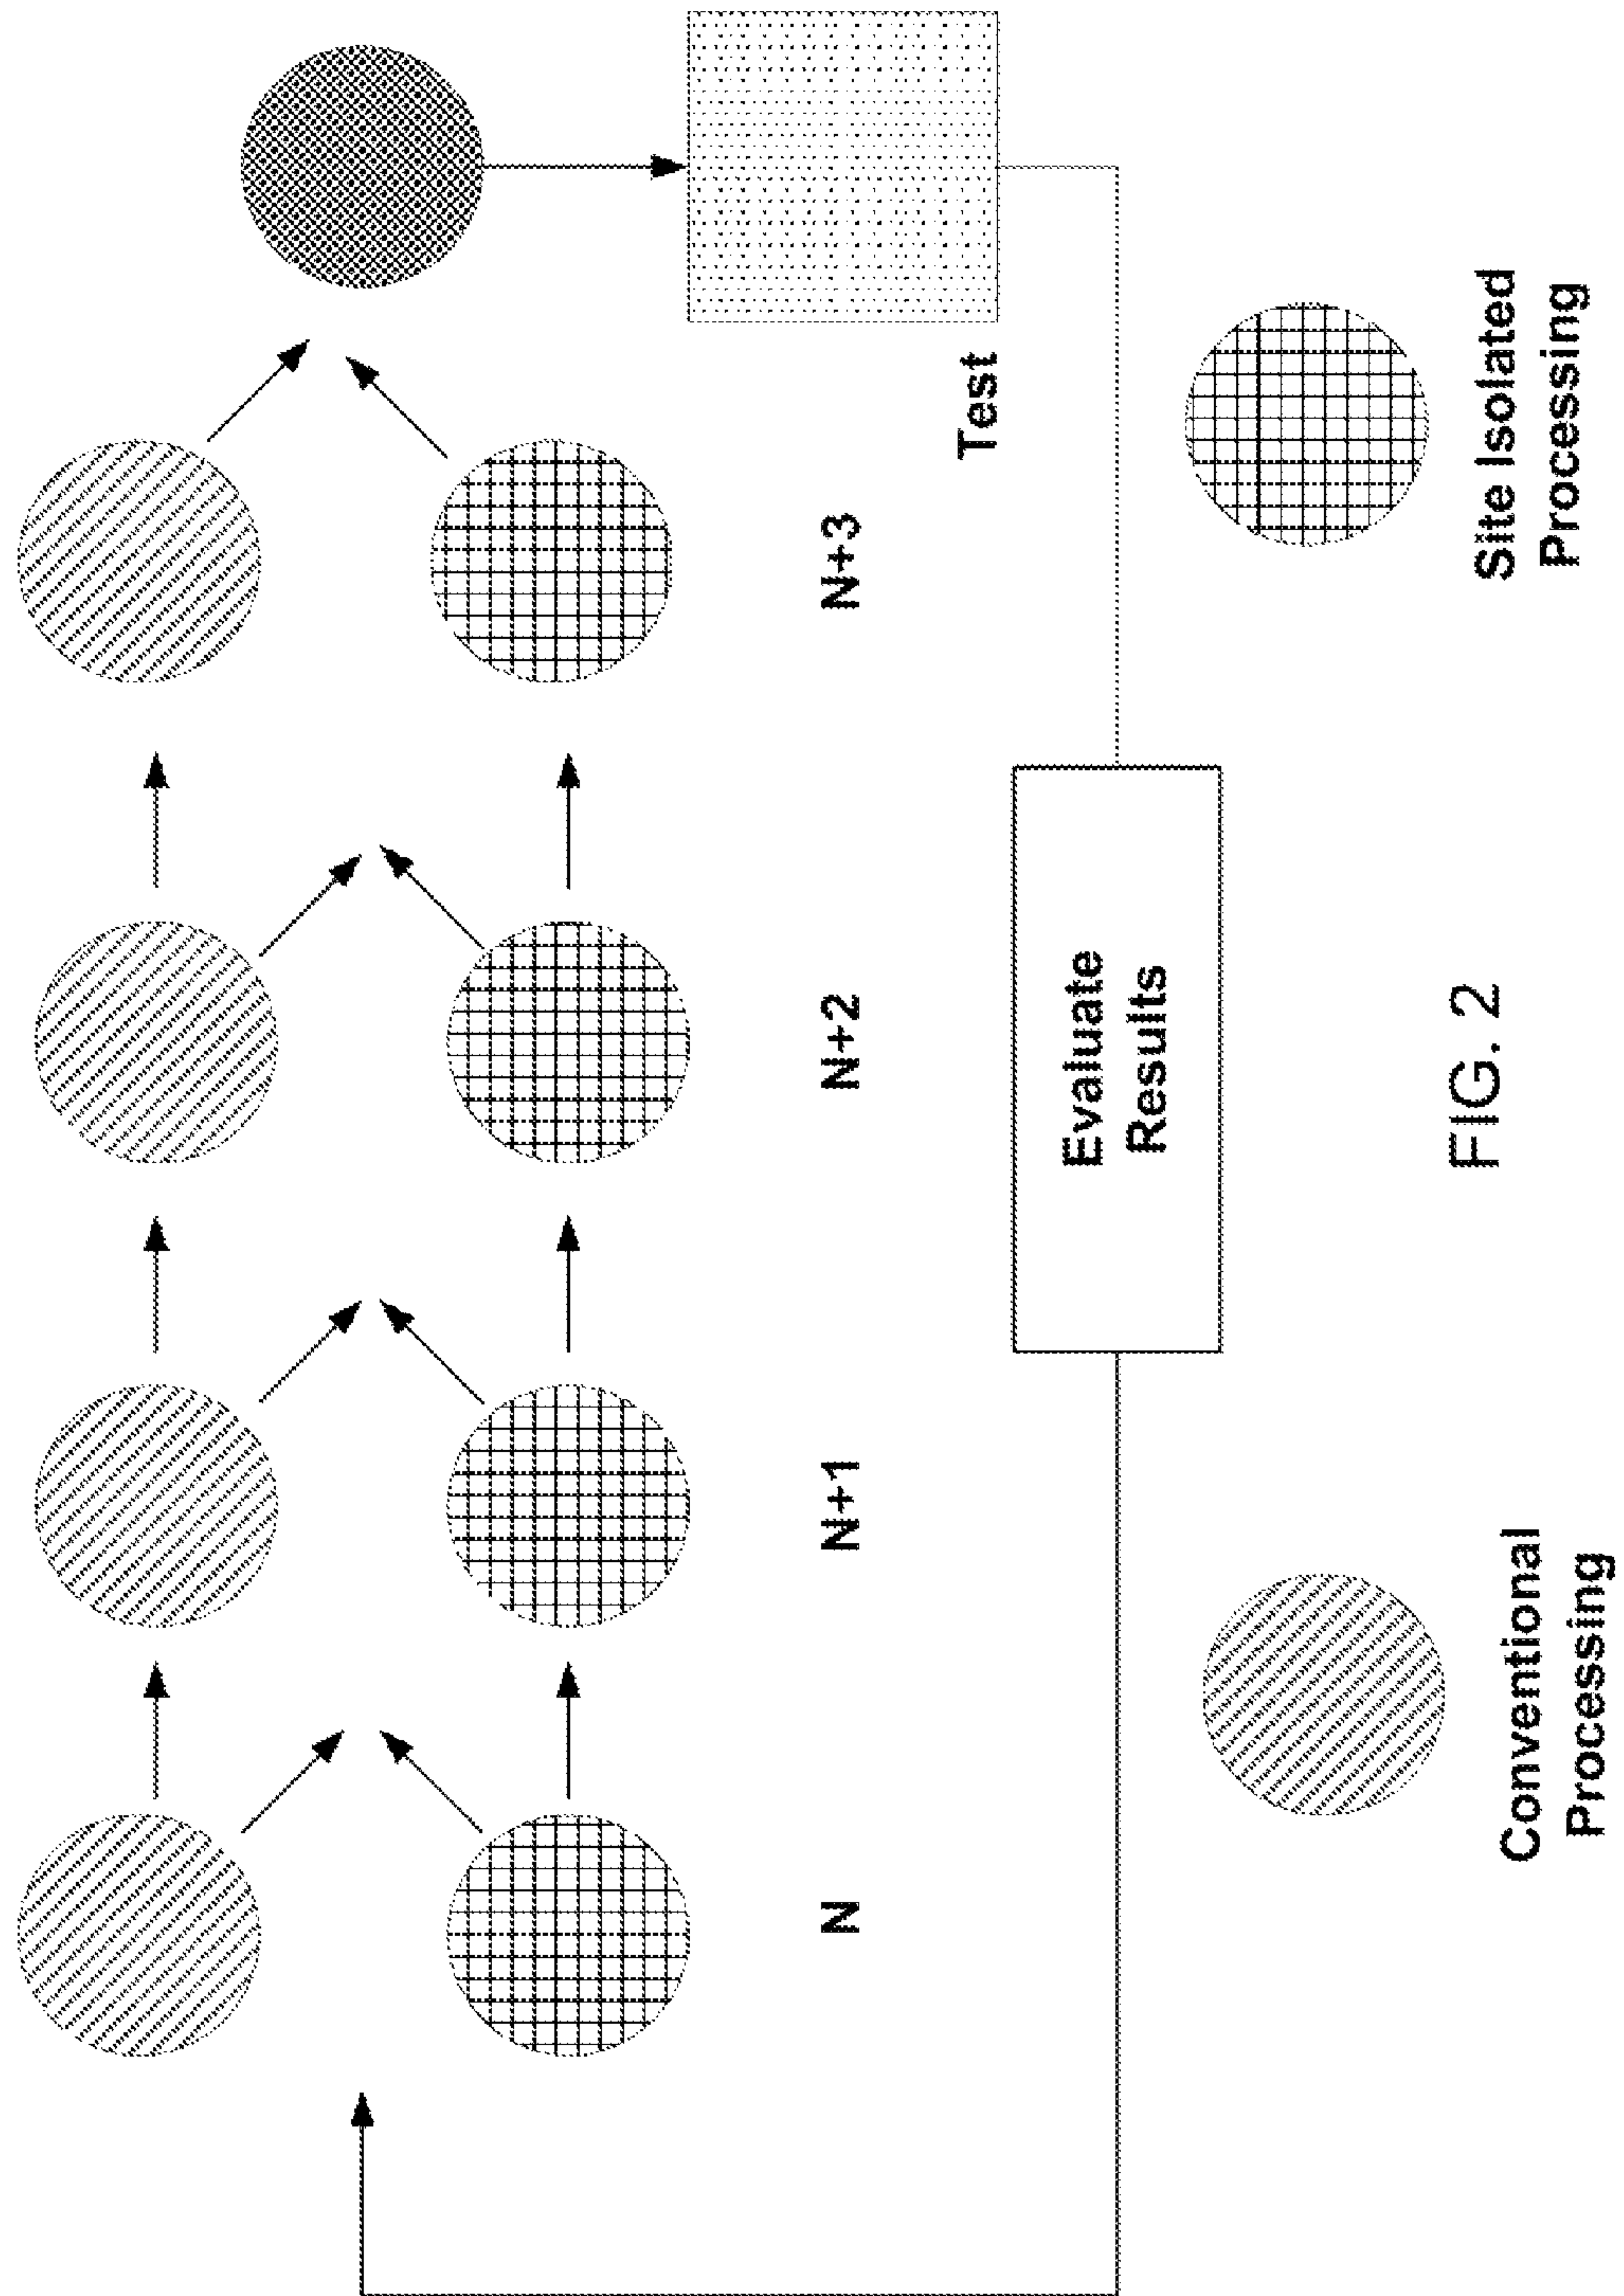 N
N+1
N+2
N+3
Test
Evaluate
Results
Conventional
Processing
Site Isolated
Processing
FIG. 2